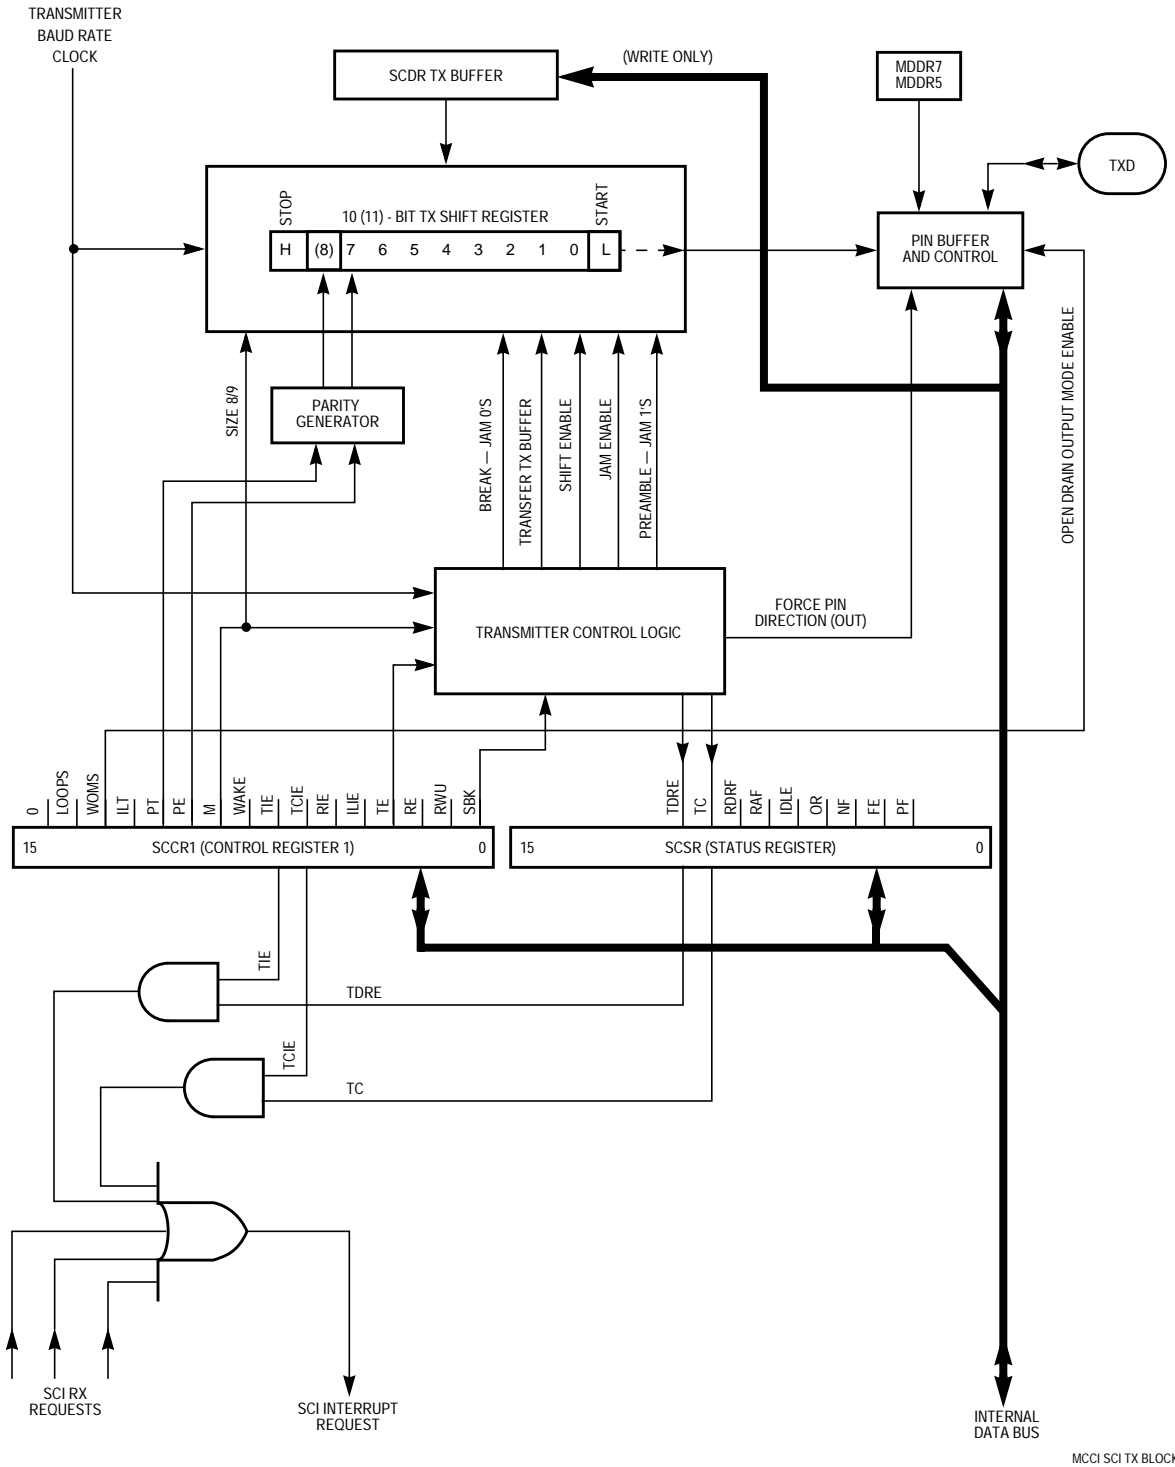 TRANSMITTER
BAUD RATE
CLOCK
SCDR TX BUFFER
(WRITE ONLY)
MDDR7
MDDR5
TXD
STOP
10 (11) - BIT TX SHIFT REGISTER
START
H (8) 7 6 5 4 3 2 1 0 L
PIN BUFFER
AND CONTROL
SIZE 8/9
PARITY
GENERATOR
BREAK — JAM 0'S
TRANSFER TX BUFFER
SHIFT ENABLE
JAM ENABLE
PREAMBLE — JAM 1'S
OPEN DRAIN OUTPUT MODE ENABLE
TRANSMITTER CONTROL LOGIC
FORCE PIN
DIRECTION (OUT)
0
LOOPS
WOMS
ILT
PT
PE
M
WAKE
TIE
TCIE
RIE
ILIE
TE
RE
RWU
SBK
TDRE
TC
RDRF
RAF
IDLE
OR
NF
FE
PF
15 SCCR1 (CONTROL REGISTER 1) 0
15 SCSR (STATUS REGISTER) 0
TIE
TDRE
TCIE
TC
SCI RX
REQUESTS
SCI INTERRUPT
REQUEST
INTERNAL
DATA BUS
MCCI SCI TX BLOCK